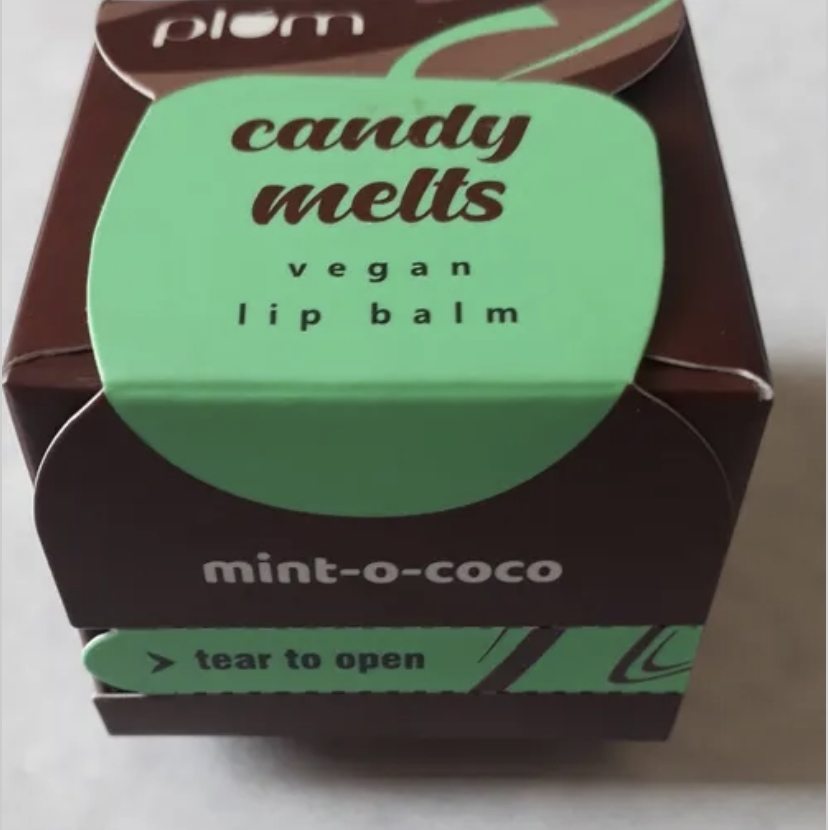 plum
candy
melts
vegan
lip balm
mint-o-coco
> tear to open